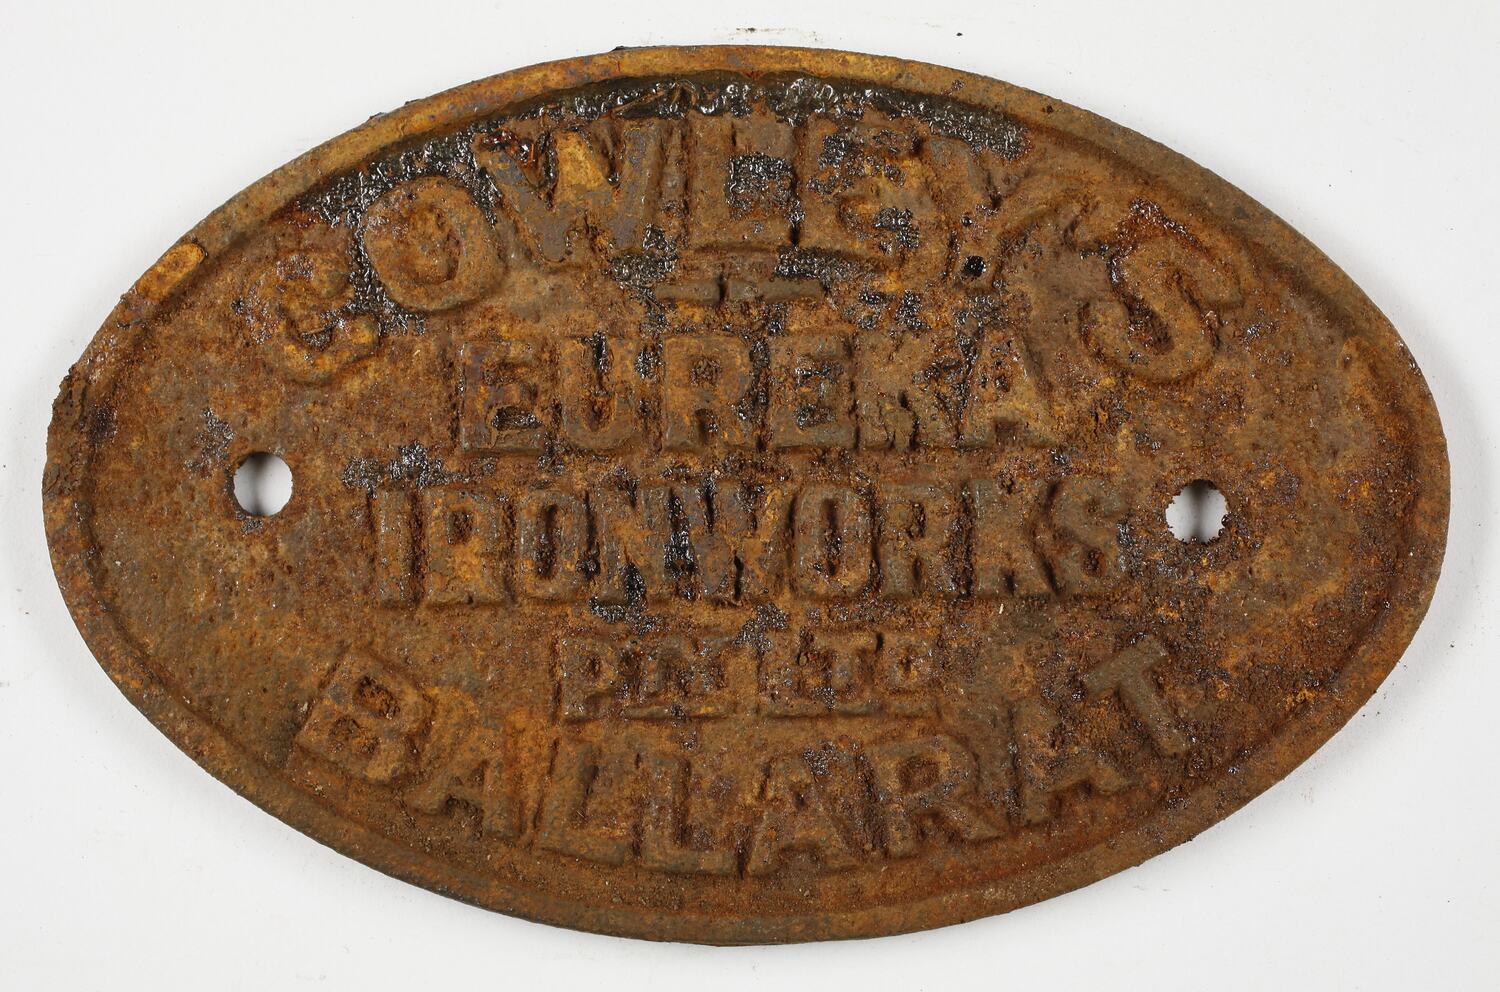 COWLEY'S
EUREKA
IRONWORKS
PTY LTD
BALLARAT